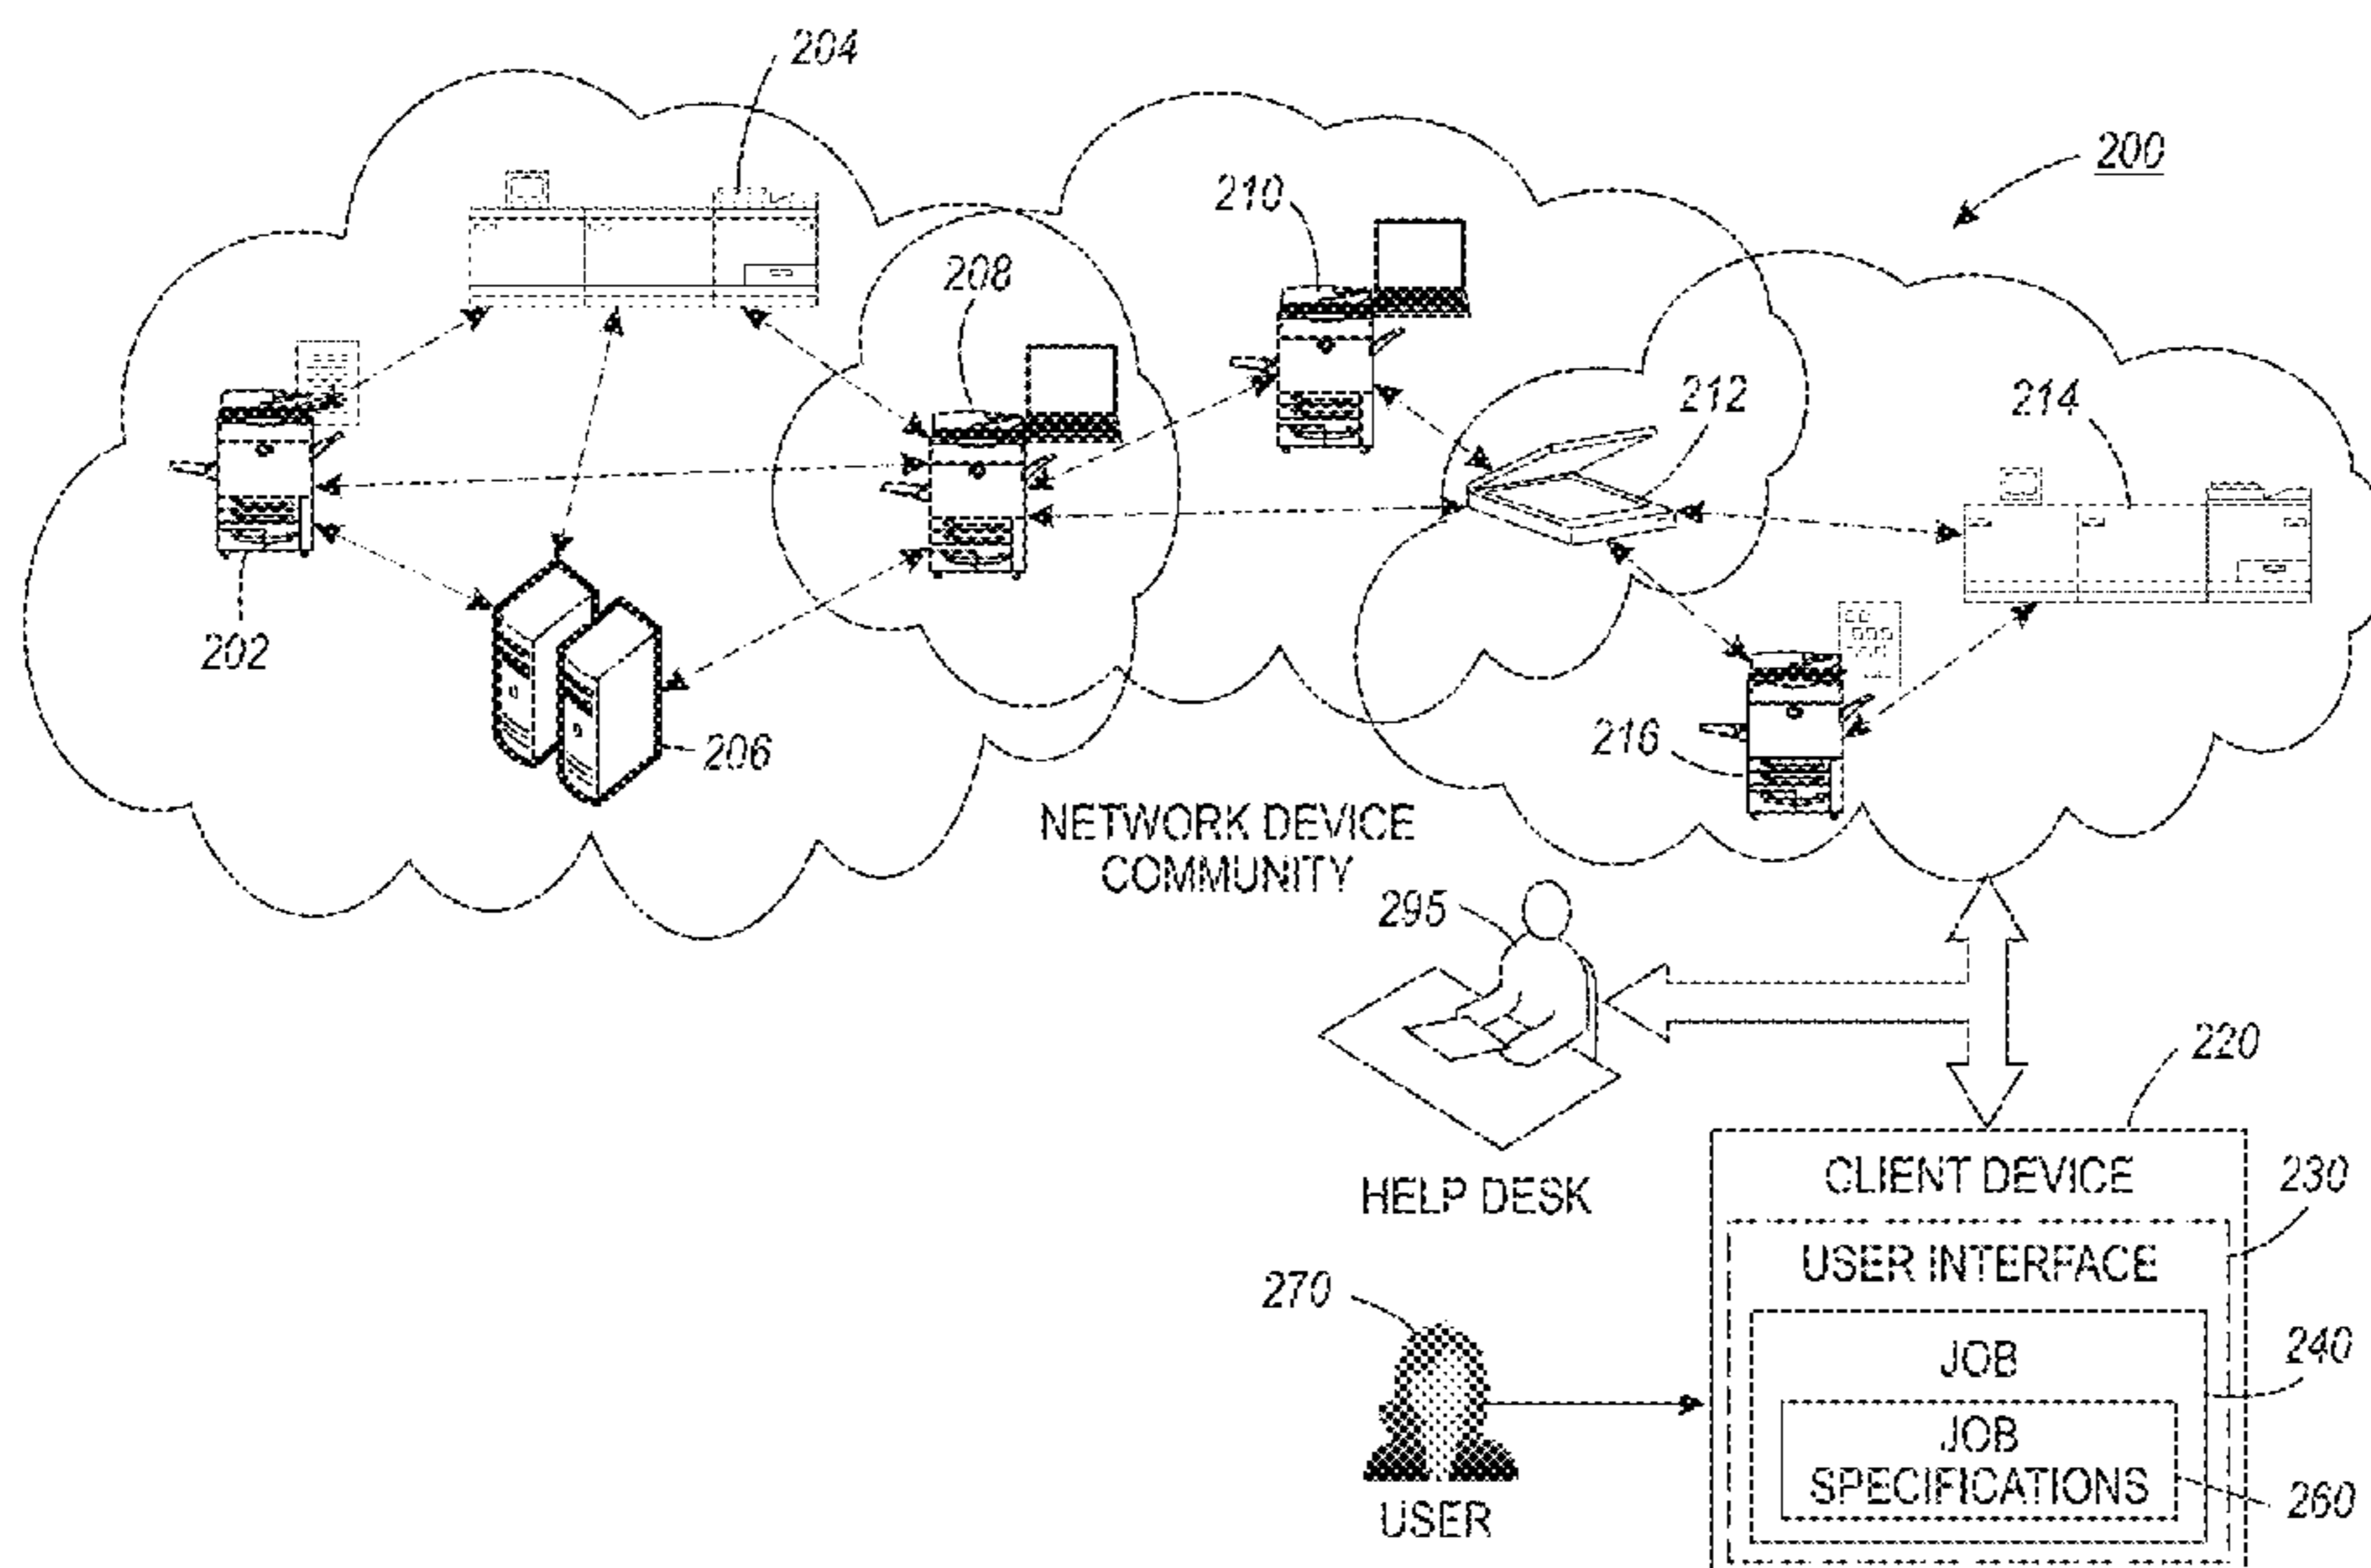 204
200
210
208
212
214
202
206
216
NETWORK DEVICE
COMMUNITY
295
220
HELP DESK
CLIENT DEVICE
230
USER INTERFACE
270
JOB
240
JOB
SPECIFICATIONS
260
USER